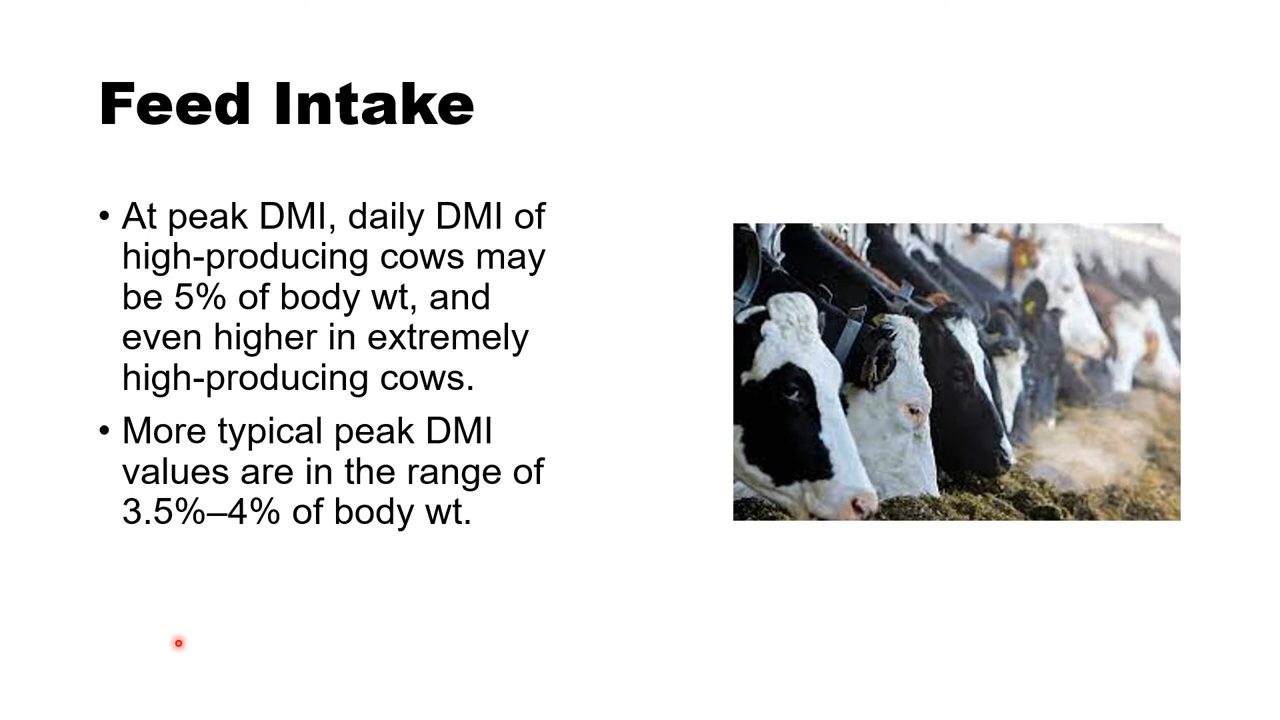 Feed Intake
• At peak DMI, daily DMI of
high-producing cows may
be 5% of body wt, and
even higher in extremely
high-producing cows.
• More typical peak DMI
values are in the range of
3.5%–4% of body wt.